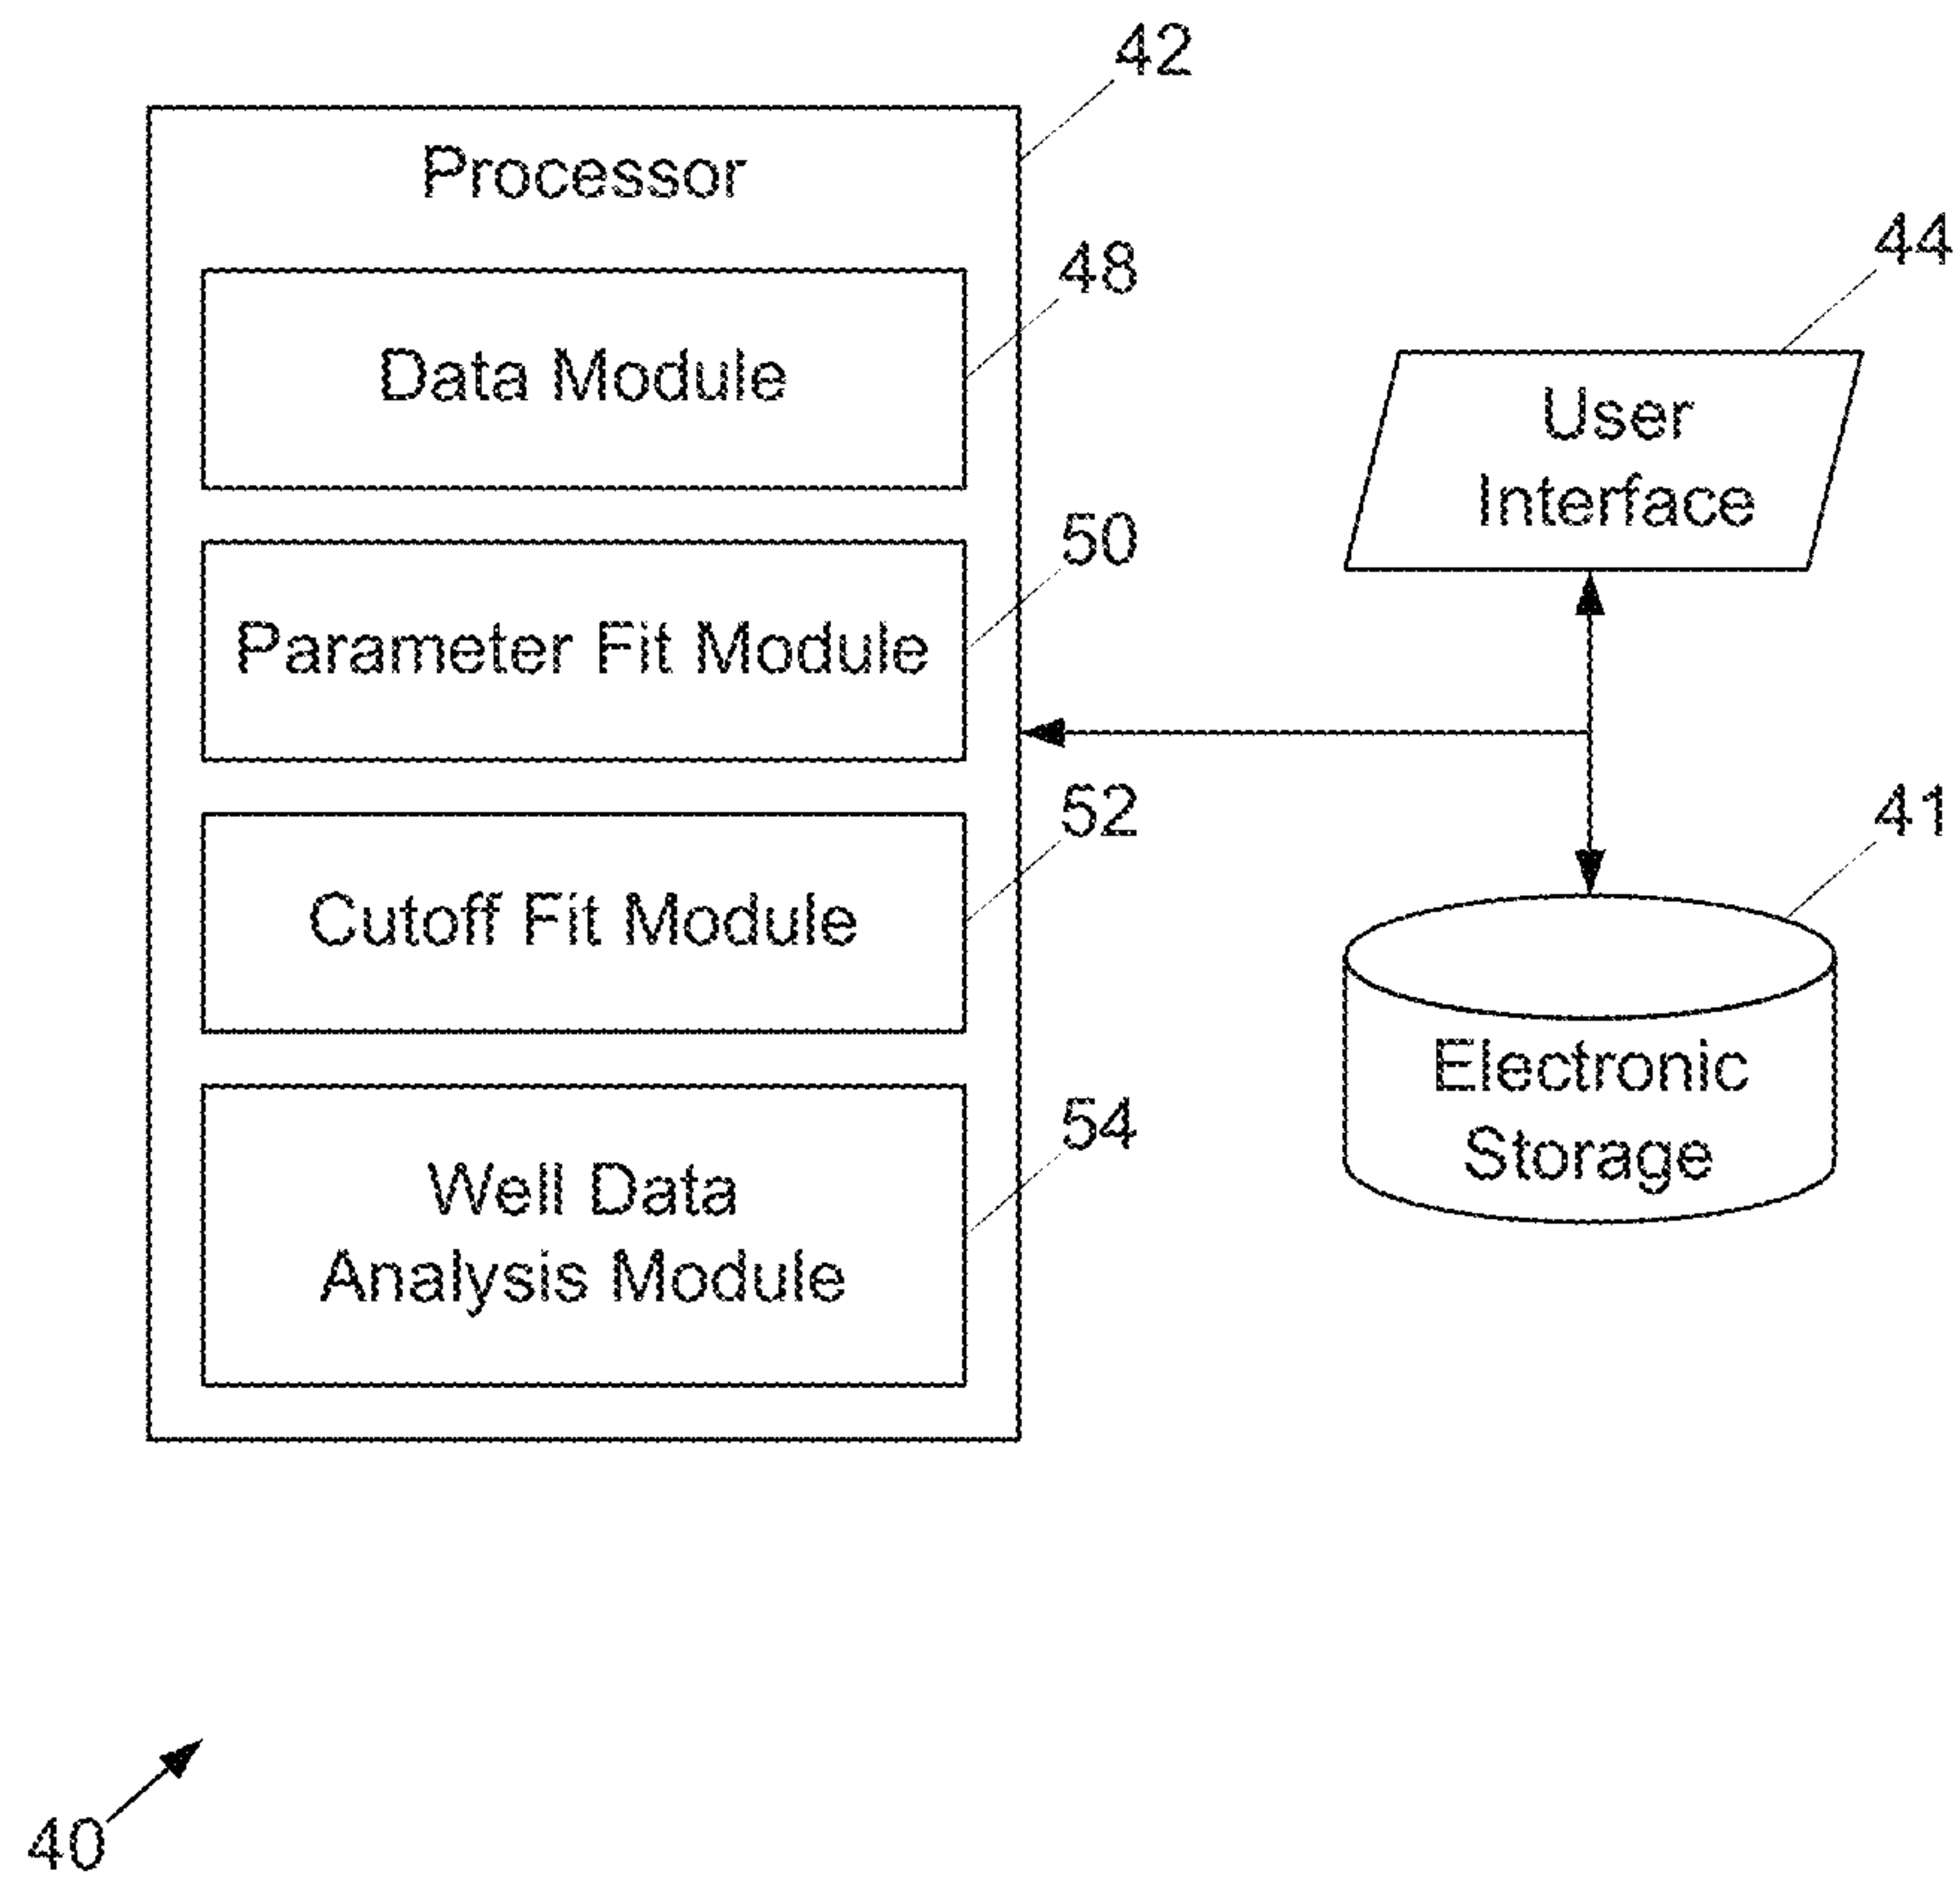 42
Processor
48
Data Module
44
User
Interface
50
Parameter Fit Module
52
Cutoff Fit Module
41
Electronic
Storage
54
Well Data
Analysis Module
40